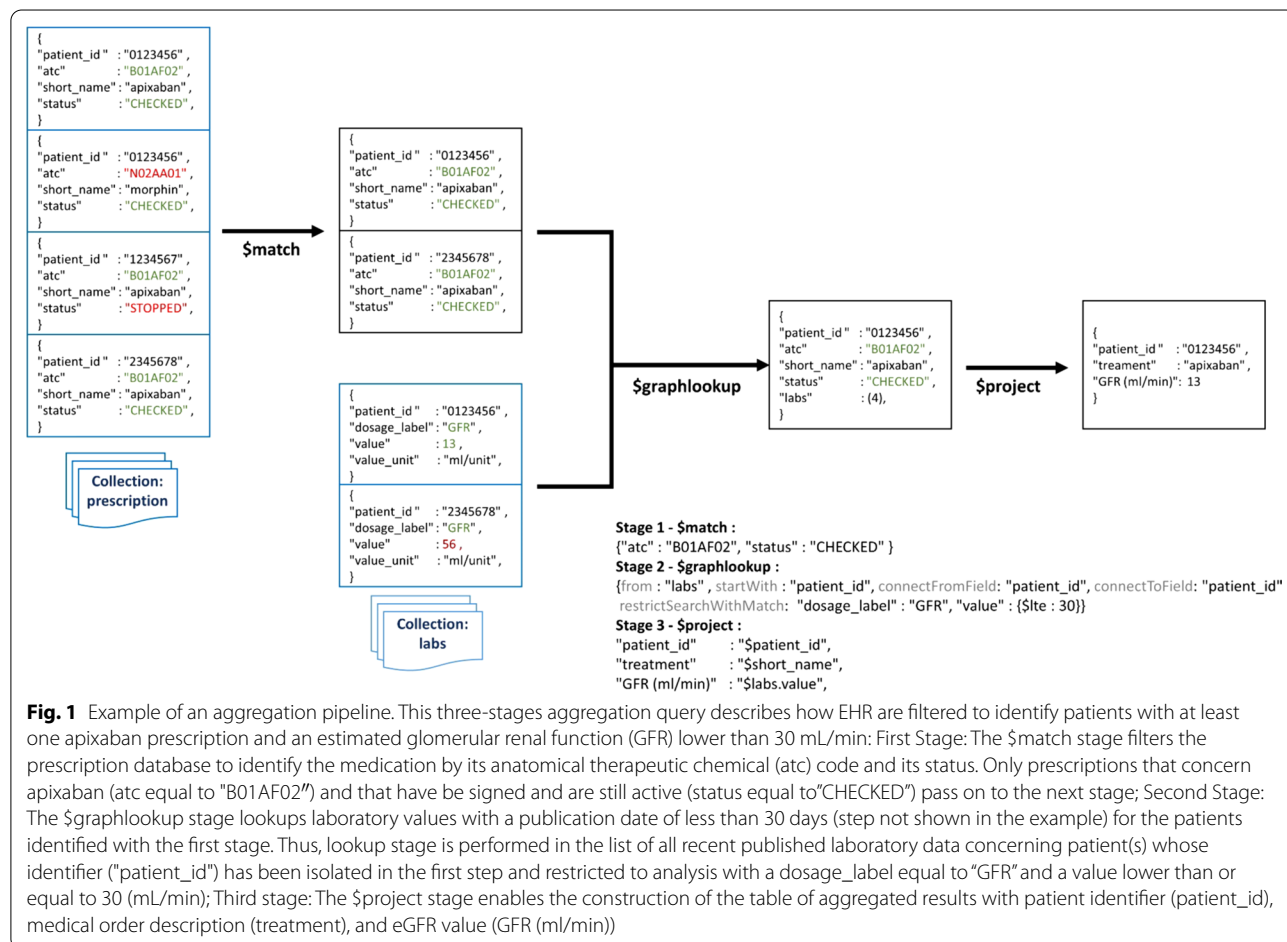 {
"patient_id" : "0123456" ,
"atc" : "B01AF02" ,
"short_name" : "apixaban" ,
"status" : "CHECKED" ,
}
{
"patient_id" : "0123456" ,
"atc" : "N02AA01" ,
"short_name" : "morphin" ,
"status" : "CHECKED" ,
}
{
"patient_id" : "1234567" ,
"atc" : "B01AF02" ,
"short_name" : "apixaban" ,
"status" : "STOPPED" ,
}
{
"patient_id" : "2345678" ,
"atc" : "B01AF02" ,
"short_name" : "apixaban" ,
"status" : "CHECKED" ,
}
Collection:
prescription
$match
{
"patient_id" : "0123456" ,
"atc" : "B01AF02" ,
"short_name" : "apixaban" ,
"status" : "CHECKED" ,
}
{
"patient_id" : "2345678" ,
"atc" : "B01AF02" ,
"short_name" : "apixaban" ,
"status" : "CHECKED" ,
}
{
"patient_id" : "0123456" ,
"dosage_label" : "GFR" ,
"value" : 13 ,
"value_unit" : "ml/unit" ,
}
{
"patient_id" : "2345678" ,
"dosage_label" : "GFR" ,
"value" : 56 ,
"value_unit" : "ml/unit" ,
}
Collection:
labs
$graphlookup
{
"patient_id" : "0123456" ,
"atc" : "B01AF02" ,
"short_name" : "apixaban" ,
"status" : "CHECKED" ,
"labs" : (4),
}
$project
{
"patient_id" : "0123456" ,
"treament" : "apixaban" ,
"GFR (ml/min)" : 13
}
Stage 1 - $match :
{"atc" : "B01AF02", "status" : "CHECKED" }
Stage 2 - $graphlookup :
{from : "labs" , startWith : "patient_id", connectFromField: "patient_id", connectToField: "patient_id"
restrictSearchWithMatch: "dosage_label" : "GFR", "value" : {$lte : 30}}
Stage 3 - $project :
"patient_id" : "$patient_id",
"treatment" : "$short_name",
"GFR (ml/min)" : "$labs.value",
Fig. 1 Example of an aggregation pipeline. This three-stages aggregation query describes how EHR are filtered to identify patients with at least
one apixaban prescription and an estimated glomerular renal function (GFR) lower than 30 mL/min: First Stage: The $match stage filters the
prescription database to identify the medication by its anatomical therapeutic chemical (atc) code and its status. Only prescriptions that concern
apixaban (atc equal to "B01AF02″) and that have be signed and are still active (status equal to"CHECKED") pass on to the next stage; Second Stage:
The $graphlookup stage lookups laboratory values with a publication date of less than 30 days (step not shown in the example) for the patients
identified with the first stage. Thus, lookup stage is performed in the list of all recent published laboratory data concerning patient(s) whose
identifier ("patient_id") has been isolated in the first step and restricted to analysis with a dosage_label equal to "GFR" and a value lower than or
equal to 30 (mL/min); Third stage: The $project stage enables the construction of the table of aggregated results with patient identifier (patient_id),
medical order description (treatment), and eGFR value (GFR (ml/min))